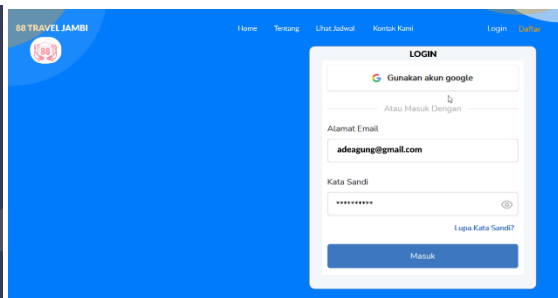 88 TRAVEL JAMBI Home Tentang Lihat Jadwal Kontak Kami Login Daftar
88
LOGIN
Gunakan akun google
Atau Masuk Dengan
Alamat Email
adeagung@gmail.com
Kata Sandi
**********
Lupa Kata Sandi?
Masuk